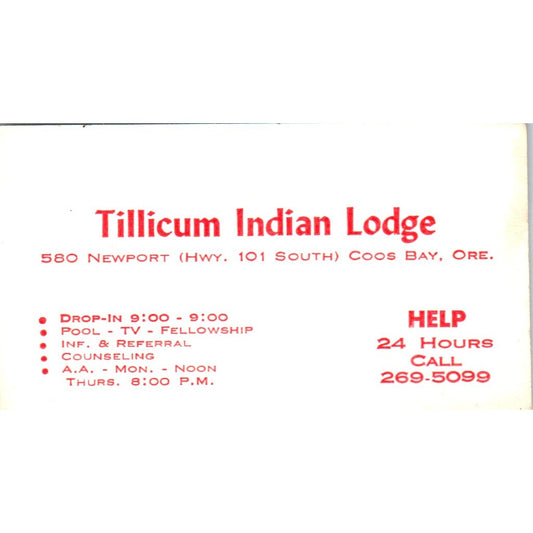 Tillicum Indian Lodge
580 Newport (Hwy. 101 South) Coos Bay, Ore.
• Drop-In 9:00 - 9:00
• Pool - TV - Fellowship
• Inf. & Referral
• Counseling
• A.A. - Mon. - Noon
Thurs. 8:00 P.M.
HELP
24 Hours
Call
269-5099